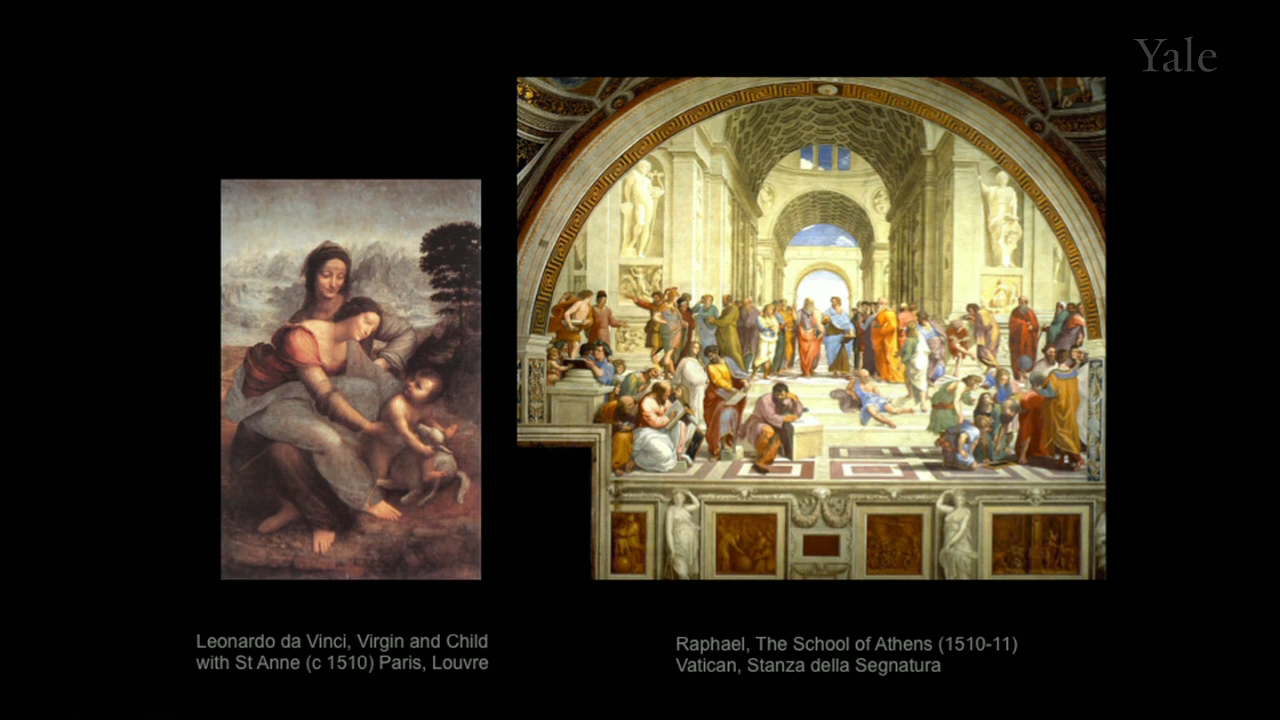 Yale
Leonardo da Vinci, Virgin and Child
with St Anne (c 1510) Paris, Louvre
Raphael, The School of Athens (1510-11)
Vatican, Stanza della Segnatura